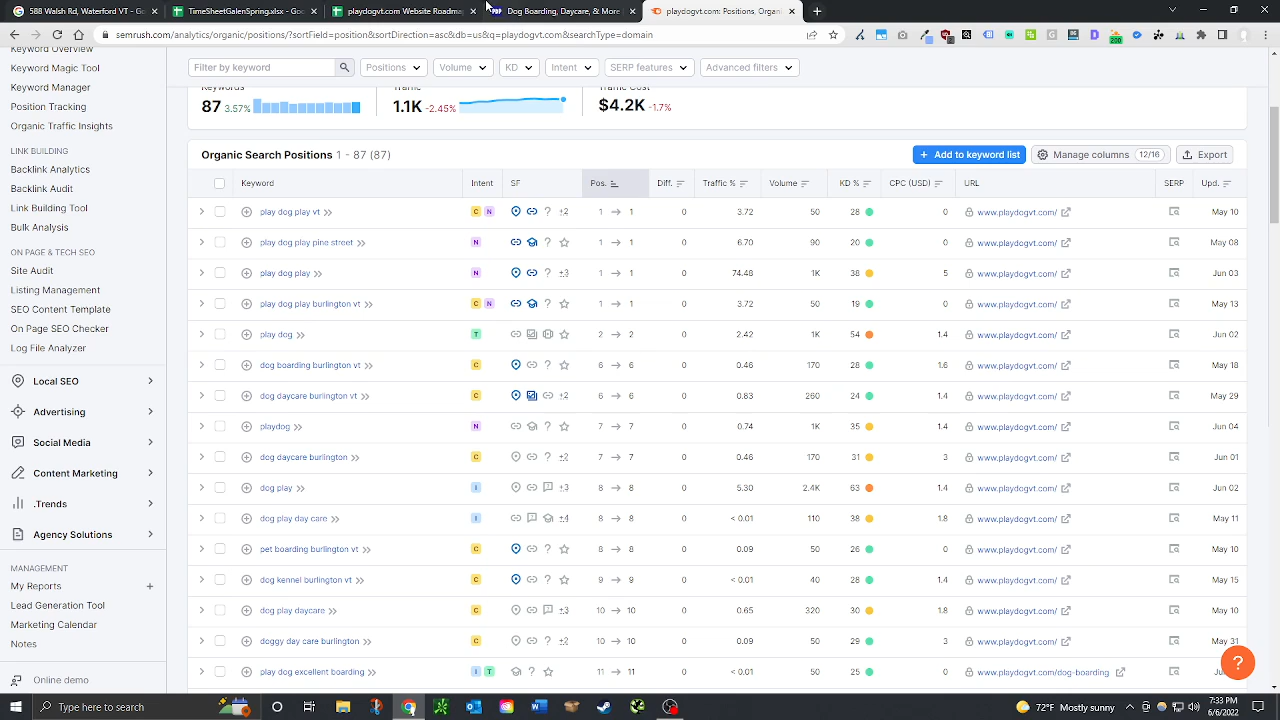 588 Walsh Rd, Waterford VT - Go
TimeSheetGalenSpring.xlsx - Goo
playdogvt.com Website Roadmap
Dog Boarding, Daycare, & More
playdogvt.com: Positions, Organi
semrush.com/analytics/organic/positions/?sortField=position&sortDirection=asc&db=us&q=playdogvt.com&searchType=domain
Keyword Overview
Keyword Magic Tool
Keyword Manager
Position Tracking
Organic Traffic Insights
LINK BUILDING
Backlink Analytics
Backlink Audit
Link Building Tool
Bulk Analysis
ON PAGE & TECH SEO
Site Audit
Listing Management
SEO Content Template
On Page SEO Checker
Log File Analyzer
Local SEO
Advertising
Social Media
Content Marketing
.Trends
Agency Solutions
MANAGEMENT
My Reports +
Lead Generation Tool
Marketing Calendar
Notes
Online demo
Filter by keyword Positions Volume KD Intent SERP features Advanced filters
Keywords Traffic Traffic Cost
87 3.57% 1.1K -2.45% $4.2K -1.7%
Organic Search Positions 1 - 87 (87) + Add to keyword list Manage columns 12/16 Export
Keyword Intent SF Pos. Diff. Traffic % Volume KD % CPC (USD) URL SERP Upd.
play dog play vt C N +2 1 → 1 0 3.72 50 28 0 www.playdogvt.com/ May 10
play dog play pine street N 1 → 1 0 6.70 90 20 0 www.playdogvt.com/ May 08
play dog play N +3 1 → 1 0 74.48 1K 38 5 www.playdogvt.com/ Jun 03
play dog play burlington vt C N 1 → 1 0 3.72 50 19 0 www.playdogvt.com/ May 13
play dog T 2 → 2 0 2.42 1K 54 1.4 www.playdogvt.com/ Jun 02
dog boarding burlington vt C 6 → 6 0 0.46 170 28 1.6 www.playdogvt.com/ May 18
dog daycare burlington vt C +2 6 → 6 0 0.83 260 24 1.4 www.playdogvt.com/ May 29
playdog N 7 → 7 0 0.74 1K 35 1.4 www.playdogvt.com/ Jun 04
dog daycare burlington C +2 7 → 7 0 0.46 170 31 3 www.playdogvt.com/ Jun 01
dog play I +3 8 → 8 0 5.30 2.4K 63 1.4 www.playdogvt.com/ Jun 02
dog play day care I +4 8 → 8 0 < 0.01 110 38 1.8 www.playdogvt.com/ May 11
pet boarding burlington vt C 8 → 8 0 0.09 50 26 0 www.playdogvt.com/ May 10
dog kennel burlington vt C 9 → 9 0 < 0.01 40 28 1.4 www.playdogvt.com/ May 15
dog play daycare C +3 10 → 10 0 0.65 320 30 1.8 www.playdogvt.com/ May 10
doggy day care burlington C +2 10 → 10 0 0.09 50 29 3 www.playdogvt.com/ May 31
play dog excellent boarding I T 11 → 11 0 < 0.01 50 25 0 www.playdogvt.com/dog-boarding
?
Type here to search
72°F Mostly sunny
7:33 PM
6/6/2022